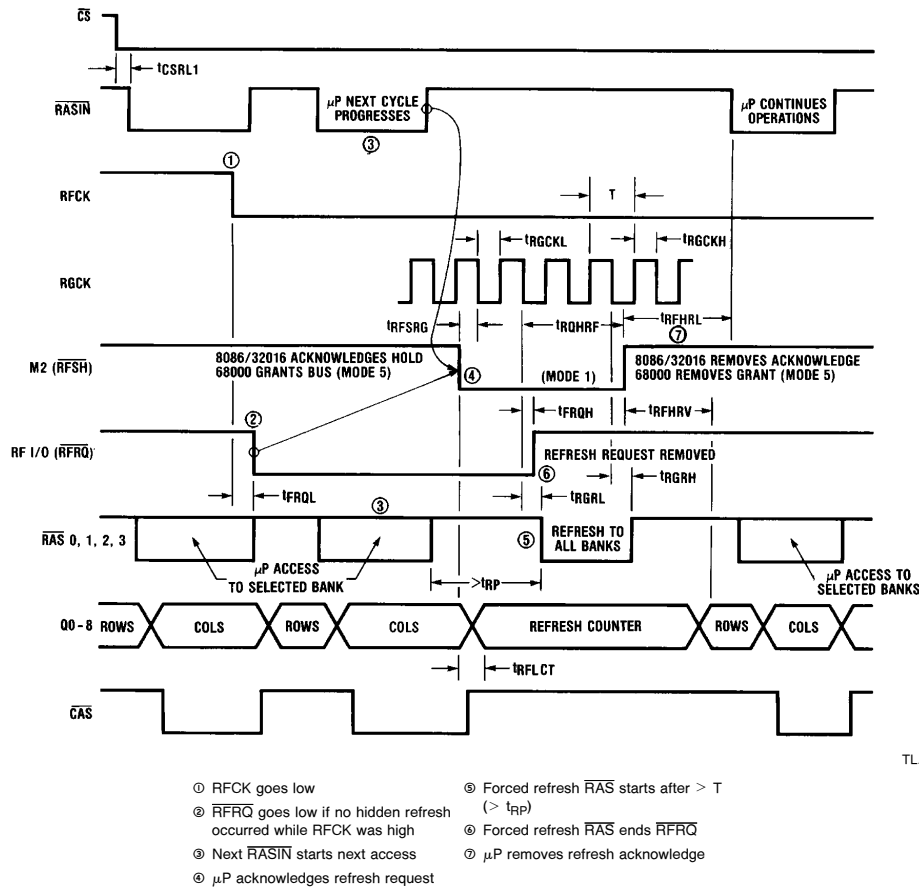 CS
tCSRL1
RASIN
μP NEXT CYCLE
PROGRESSES
μP CONTINUES
OPERATIONS
③
①
RFCK
T
tRGCKL
tRGCKH
RGCK
tRFSRG
tRQHRF
tRFHRL
⑦
M2 (RFSH)
8086/32016 ACKNOWLEDGES HOLD
68000 GRANTS BUS (MODE 5)
④
(MODE 1)
8086/32016 REMOVES ACKNOWLEDGE
68000 REMOVES GRANT (MODE 5)
tFRQH
tRFHRV
②
RF I/O (RFRQ)
REFRESH REQUEST REMOVED
⑥
tFRQL
③
tRGRL
tRGRH
RAS 0, 1, 2, 3
⑤
REFRESH TO
ALL BANKS
μP ACCESS
TO SELECTED BANK
>tRP
μP ACCESS TO
SELECTED BANKS
Q0-8 ROWS COLS ROWS COLS REFRESH COUNTER ROWS COLS
tRFLCT
CAS
TL
① RFCK goes low
② RFRQ goes low if no hidden refresh
occurred while RFCK was high
③ Next RASIN starts next access
④ μP acknowledges refresh request
⑤ Forced refresh RAS starts after > T
(> tRP)
⑥ Forced refresh RAS ends RFRQ
⑦ μP removes refresh acknowledge